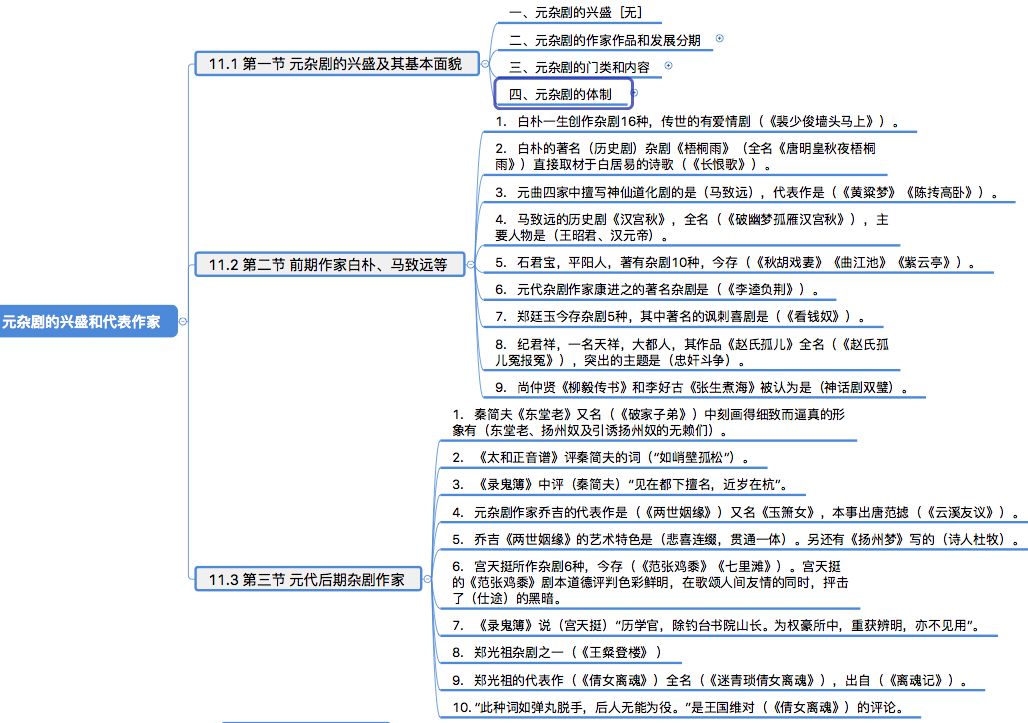 元杂剧的兴盛和代表作家
11.1 第一节 元杂剧的兴盛及其基本面貌
一、元杂剧的兴盛［无］
二、元杂剧的作家作品和发展分期
三、元杂剧的门类和内容
四、元杂剧的体制
11.2 第二节 前期作家白朴、马致远等
1. 白朴一生创作杂剧16种，传世的有爱情剧（《裴少俊墙头马上》）。
2. 白朴的著名（历史剧）杂剧《梧桐雨》（全名《唐明皇秋夜梧桐
雨》）直接取材于白居易的诗歌（《长恨歌》）。
3. 元曲四家中擅写神仙道化剧的是（马致远），代表作是（《黄粱梦》《陈抟高卧》）。
4. 马致远的历史剧《汉宫秋》，全名（《破幽梦孤雁汉宫秋》），主
要人物是（王昭君、汉元帝）。
5. 石君宝，平阳人，著有杂剧10种，今存（《秋胡戏妻》《曲江池》《紫云亭》）。
6. 元代杂剧作家康进之的著名杂剧是（《李逵负荆》）。
7. 郑廷玉今存杂剧5种，其中著名的讽刺喜剧是（《看钱奴》）。
8. 纪君祥，一名天祥，大都人，其作品《赵氏孤儿》全名（《赵氏孤
儿冤报冤》），突出的主题是（忠奸斗争）。
9. 尚仲贤《柳毅传书》和李好古《张生煮海》被认为是（神话剧双璧）。
11.3 第三节 元代后期杂剧作家
1. 秦简夫《东堂老》又名（《破家子弟》）中刻画得细致而逼真的形
象有（东堂老、扬州奴及引诱扬州奴的无赖们）。
2. 《太和正音谱》评秦简夫的词（“如峭壁孤松”）。
3. 《录鬼簿》中评（秦简夫）“见在都下擅名，近岁在杭”。
4. 元杂剧作家乔吉的代表作是（《两世姻缘》）又名《玉箫女》，本事出唐范摅（《云溪友议》）。
5. 乔吉《两世姻缘》的艺术特色是（悲喜连缀，贯通一体）。另还有《扬州梦》写的（诗人杜牧）。
6. 宫天挺所作杂剧6种，今存（《范张鸡黍》《七里滩》）。宫天挺
的《范张鸡黍》剧本道德评判色彩鲜明，在歌颂人间友情的同时，抨击
了（仕途）的黑暗。
7. 《录鬼簿》说（宫天挺）“历学官，除钓台书院山长。为权豪所中，重获辨明，亦不见用”。
8. 郑光祖杂剧之一（《王粲登楼》 ）
9. 郑光祖的代表作（《倩女离魂》）全名（《迷青琐倩女离魂》），出自（《离魂记》）。
10. “此种词如弹丸脱手，后人无能为役。”是王国维对（《倩女离魂》）的评论。